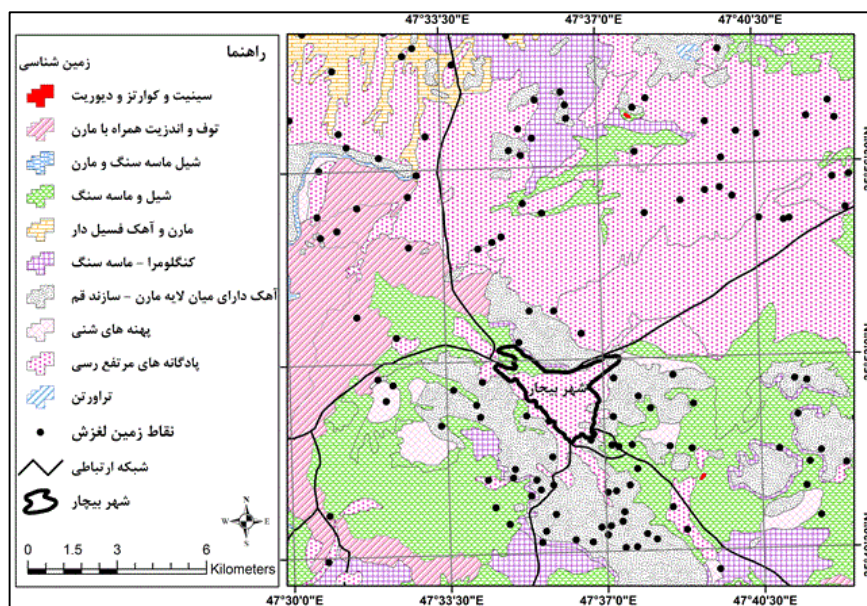 47°33'30"E 47°37'0"E 47°40'30"E
راهنما
زمین شناسی
سینیت و کوارتز و دیوریت
توف و اندزیت همراه با مارن
شیل ماسه سنگ و مارن
شیل و ماسه سنگ
مارن و آهک فسیل دار
کنگلومرا - ماسه سنگ
آهک دارای میان لایه مارن - سازند قم
پهنه های شنی
پادگانه های مرتفع رسی
تراورتن
نقاط زمین لغزش
شبکه ارتباطی
شهر بیجار
N
W E
S
0 1.5 3 6
Kilometers
شهر بیجار
47°30'0"E 47°33'30"E 47°37'0"E 47°40'30"E